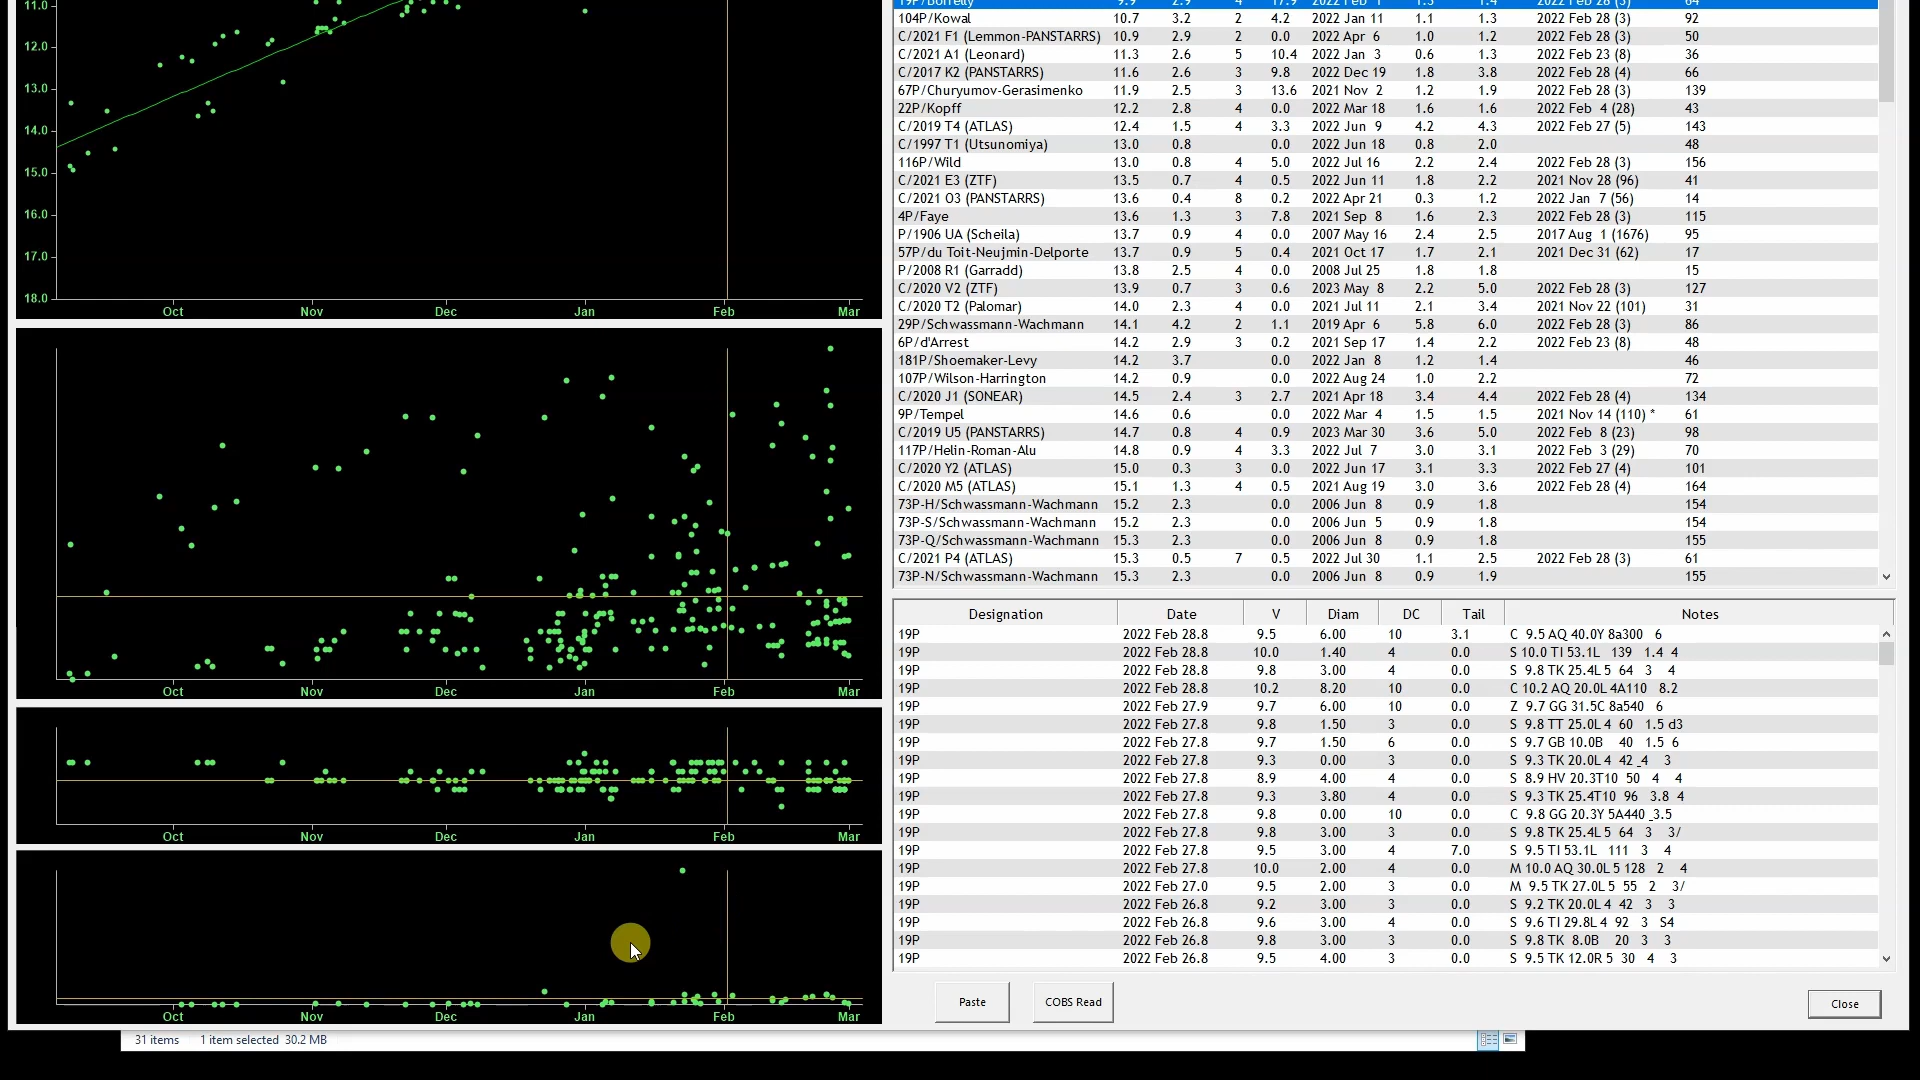 11.0
12.0
13.0
14.0
15.0
16.0
17.0
18.0
Oct Nov Dec Jan Feb Mar
Oct Nov Dec Jan Feb Mar
Oct Nov Dec Jan Feb Mar
Oct Nov Dec Jan Feb Mar
19P/Borrelly 9.9 2.9 4 17.9 2022 Feb 1 1.3 1.4 2022 Feb 28 (3) 64
104P/Kowal 10.7 3.2 2 4.2 2022 Jan 11 1.1 1.3 2022 Feb 28 (3) 92
C/2021 F1 (Lemmon-PANSTARRS) 10.9 2.9 2 0.0 2022 Apr 6 1.0 1.2 2022 Feb 28 (3) 50
C/2021 A1 (Leonard) 11.3 2.6 5 10.4 2022 Jan 3 0.6 1.3 2022 Feb 23 (8) 36
C/2017 K2 (PANSTARRS) 11.6 2.6 3 9.8 2022 Dec 19 1.8 3.8 2022 Feb 28 (4) 66
67P/Churyumov-Gerasimenko 11.9 2.5 3 13.6 2021 Nov 2 1.2 1.9 2022 Feb 28 (3) 139
22P/Kopff 12.2 2.8 4 0.0 2022 Mar 18 1.6 1.6 2022 Feb 4 (28) 43
C/2019 T4 (ATLAS) 12.4 1.5 4 3.3 2022 Jun 9 4.2 4.3 2022 Feb 27 (5) 143
C/1997 T1 (Utsunomiya) 13.0 0.8 0.0 2022 Jun 18 0.8 2.0 48
116P/Wild 13.0 0.8 4 5.0 2022 Jul 16 2.2 2.4 2022 Feb 28 (3) 156
C/2021 E3 (ZTF) 13.5 0.7 4 0.5 2022 Jun 11 1.8 2.2 2021 Nov 28 (96) 41
C/2021 O3 (PANSTARRS) 13.6 0.4 8 0.2 2022 Apr 21 0.3 1.2 2022 Jan 7 (56) 14
4P/Faye 13.6 1.3 3 7.8 2021 Sep 8 1.6 2.3 2022 Feb 28 (3) 115
P/1906 UA (Scheila) 13.7 0.9 4 0.0 2007 May 16 2.4 2.5 2017 Aug 1 (1676) 95
57P/du Toit-Neujmin-Delporte 13.7 0.9 5 0.4 2021 Oct 17 1.7 2.1 2021 Dec 31 (62) 17
P/2008 R1 (Garradd) 13.8 2.5 4 0.0 2008 Jul 25 1.8 1.8 15
C/2020 V2 (ZTF) 13.9 0.7 3 0.6 2023 May 8 2.2 5.0 2022 Feb 28 (3) 127
C/2020 T2 (Palomar) 14.0 2.3 4 0.0 2021 Jul 11 2.1 3.4 2021 Nov 22 (101) 31
29P/Schwassmann-Wachmann 14.1 4.2 2 1.1 2019 Apr 6 5.8 6.0 2022 Feb 28 (3) 86
6P/d'Arrest 14.2 2.9 3 0.2 2021 Sep 17 1.4 2.2 2022 Feb 23 (8) 48
181P/Shoemaker-Levy 14.2 3.7 0.0 2022 Jan 8 1.2 1.4 46
107P/Wilson-Harrington 14.2 0.9 0.0 2022 Aug 24 1.0 2.2 72
C/2020 J1 (SONEAR) 14.5 2.4 3 2.7 2021 Apr 18 3.4 4.4 2022 Feb 28 (4) 134
9P/Tempel 14.6 0.6 0.0 2022 Mar 4 1.5 1.5 2021 Nov 14 (110) * 61
C/2019 U5 (PANSTARRS) 14.7 0.8 4 0.9 2023 Mar 30 3.6 5.0 2022 Feb 8 (23) 98
117P/Helin-Roman-Alu 14.8 0.9 4 3.3 2022 Jul 7 3.0 3.1 2022 Feb 3 (29) 70
C/2020 Y2 (ATLAS) 15.0 0.3 3 0.0 2022 Jun 17 3.1 3.3 2022 Feb 27 (4) 101
C/2020 M5 (ATLAS) 15.1 1.3 4 0.5 2021 Aug 19 3.0 3.6 2022 Feb 28 (4) 164
73P-H/Schwassmann-Wachmann 15.2 2.3 0.0 2006 Jun 8 0.9 1.8 154
73P-S/Schwassmann-Wachmann 15.2 2.3 0.0 2006 Jun 5 0.9 1.8 154
73P-Q/Schwassmann-Wachmann 15.3 2.3 0.0 2006 Jun 8 0.9 1.8 155
C/2021 P4 (ATLAS) 15.3 0.5 7 0.5 2022 Jul 30 1.1 2.5 2022 Feb 28 (3) 61
73P-N/Schwassmann-Wachmann 15.3 2.3 0.0 2006 Jun 8 0.9 1.9 155
Designation Date V Diam DC Tail Notes
19P 2022 Feb 28.8 9.5 6.00 10 3.1 C 9.5 AQ 40.0Y 8a300 6
19P 2022 Feb 28.8 10.0 1.40 4 0.0 S 10.0 TI 53.1L 139 1.4 4
19P 2022 Feb 28.8 9.8 3.00 4 0.0 S 9.8 TK 25.4L 5 64 3 4
19P 2022 Feb 28.8 10.2 8.20 10 0.0 C 10.2 AQ 20.0L 4A110 8.2
19P 2022 Feb 27.9 9.7 6.00 10 0.0 Z 9.7 GG 31.5C 8a540 6
19P 2022 Feb 27.8 9.8 1.50 3 0.0 S 9.8 TT 25.0L 4 60 1.5 d3
19P 2022 Feb 27.8 9.7 1.50 6 0.0 S 9.7 GB 10.0B 40 1.5 6
19P 2022 Feb 27.8 9.3 0.00 3 0.0 S 9.3 TK 20.0L 4 42 _4 3
19P 2022 Feb 27.8 8.9 4.00 4 0.0 S 8.9 HV 20.3T10 50 4 4
19P 2022 Feb 27.8 9.3 3.80 4 0.0 S 9.3 TK 25.4T10 96 3.8 4
19P 2022 Feb 27.8 9.8 0.00 10 0.0 C 9.8 GG 20.3Y 5A440 _3.5
19P 2022 Feb 27.8 9.8 3.00 3 0.0 S 9.8 TK 25.4L 5 64 3 3/
19P 2022 Feb 27.8 9.5 3.00 4 7.0 S 9.5 TI 53.1L 111 3 4
19P 2022 Feb 27.8 10.0 2.00 4 0.0 M 10.0 AQ 30.0L 5 128 2 4
19P 2022 Feb 27.0 9.5 2.00 3 0.0 M 9.5 TK 27.0L 5 55 2 3/
19P 2022 Feb 26.8 9.2 3.00 3 0.0 S 9.2 TK 20.0L 4 42 3 3
19P 2022 Feb 26.8 9.6 3.00 4 0.0 S 9.6 TI 29.8L 4 92 3 S4
19P 2022 Feb 26.8 9.8 3.00 3 0.0 S 9.8 TK 8.0B 20 3 3
19P 2022 Feb 26.8 9.5 4.00 3 0.0 S 9.5 TK 12.0R 5 30 4 3
Paste COBS Read Close
31 items 1 item selected 30.2 MB